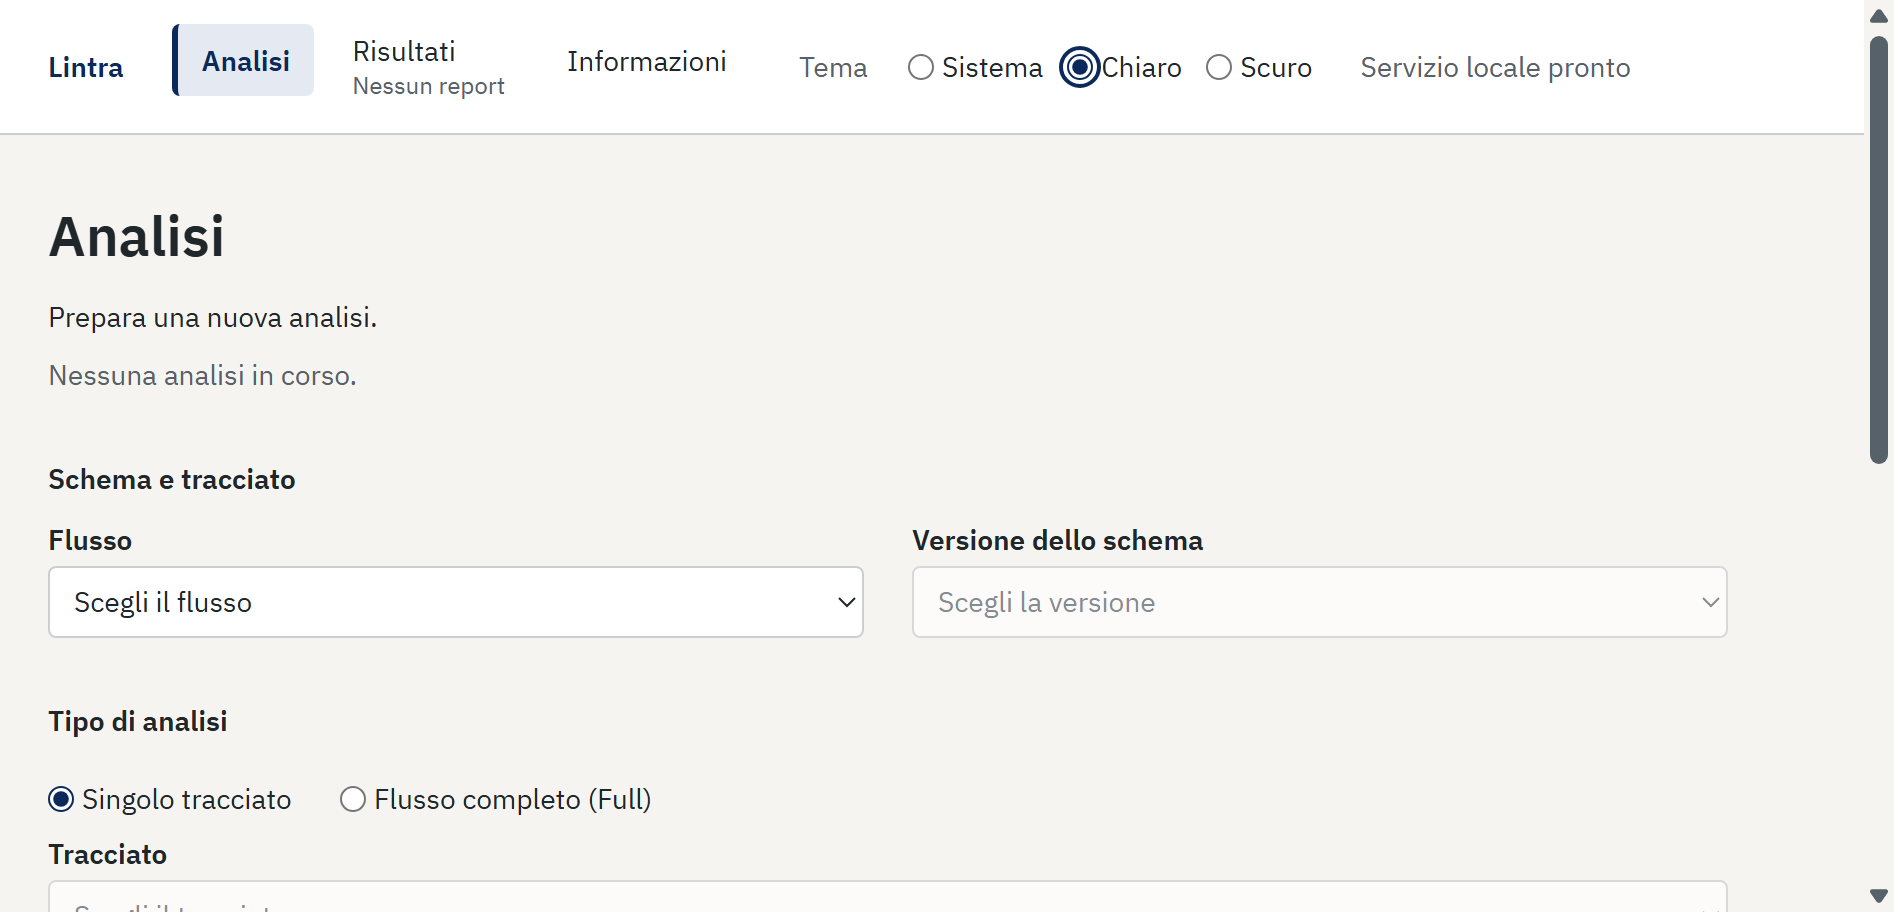 Lintra
Analisi
Risultati
Nessun report
Informazioni
Tema
Sistema
Chiaro
Scuro
Servizio locale pronto
Analisi
Prepara una nuova analisi.
Nessuna analisi in corso.
Schema e tracciato
Flusso
Versione dello schema
Scegli il flusso
Scegli la versione
Tipo di analisi
Singolo tracciato
Flusso completo (Full)
Tracciato